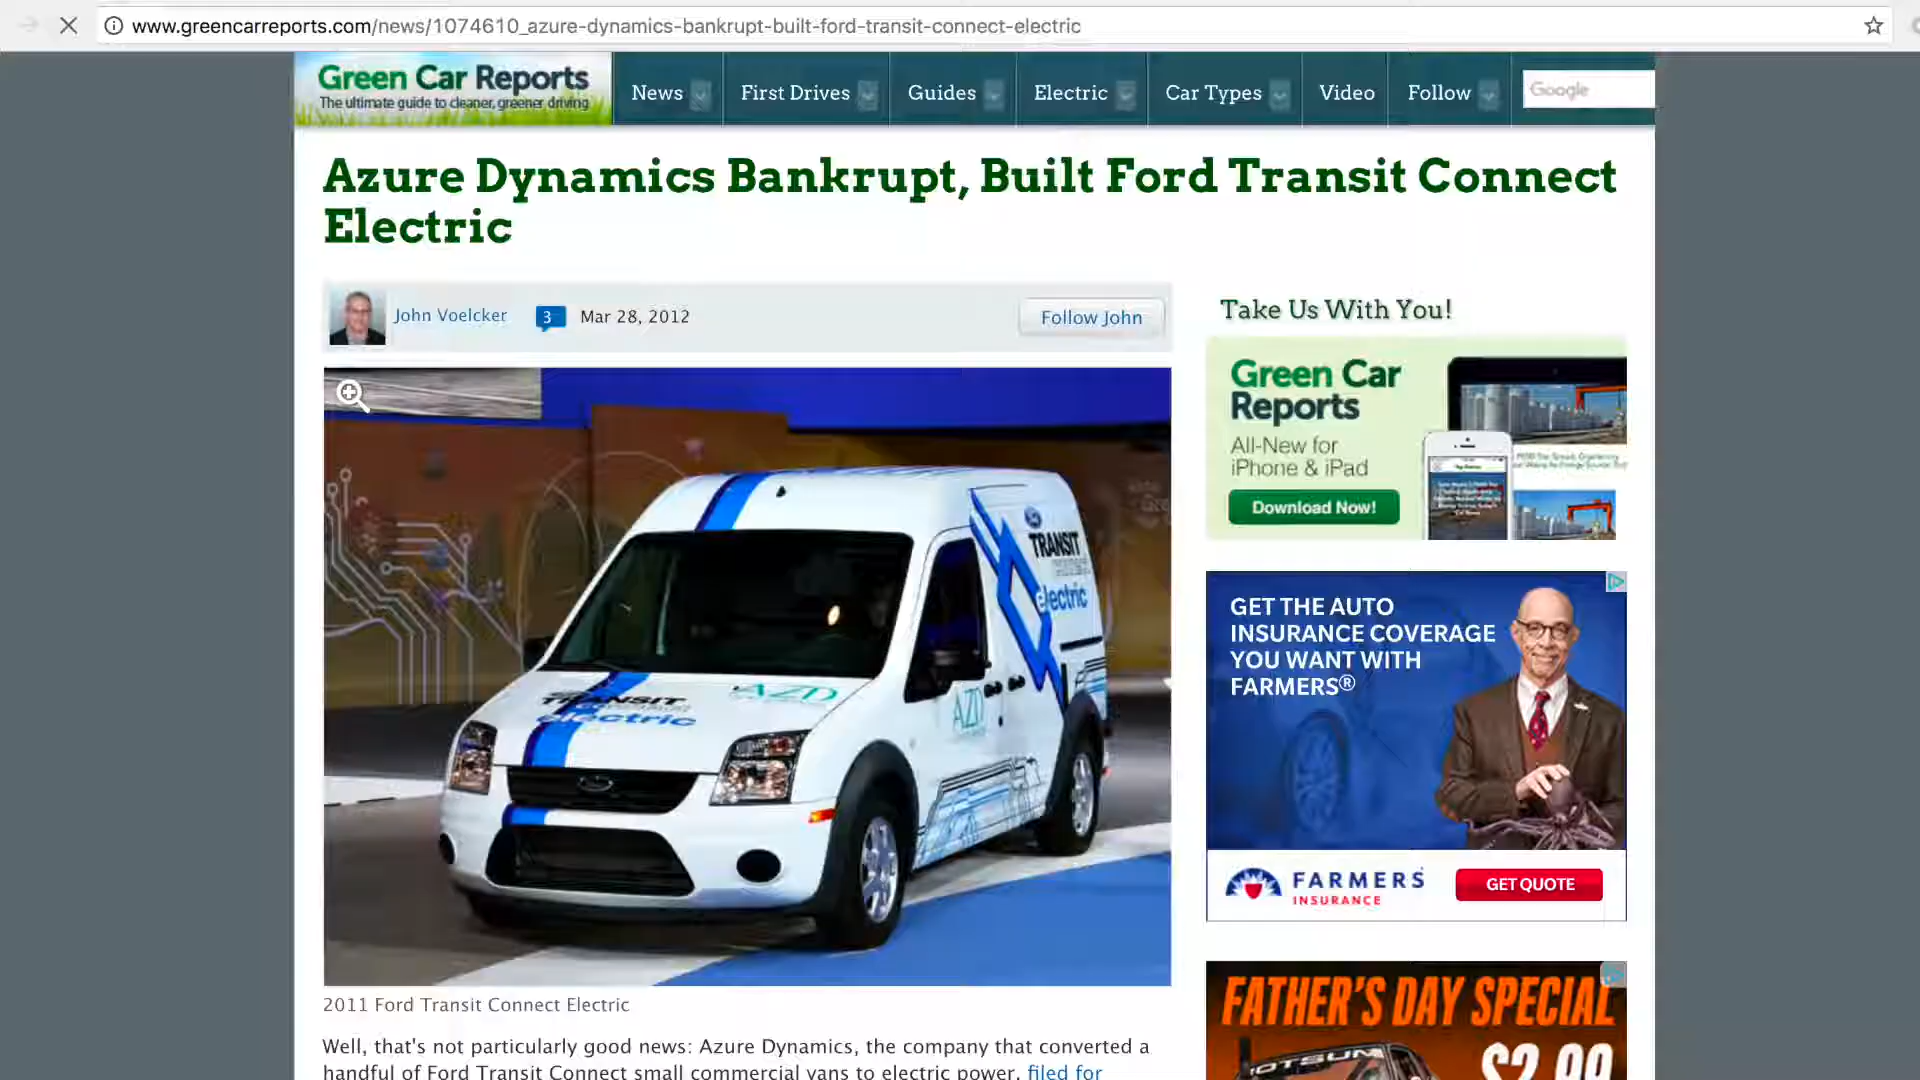 www.greencarreports.com/news/1074610_azure-dynamics-bankrupt-built-ford-transit-connect-electric
Green Car Reports
The ultimate guide to cleaner, greener driving
News
First Drives
Guides
Electric
Car Types
Video
Follow
Google
Azure Dynamics Bankrupt, Built Ford Transit Connect
Electric
John Voelcker
3
Mar 28, 2012
Follow John
TRANSIT
electric
AZD
TRANSIT
electric
AZD
2011 Ford Transit Connect Electric
Well, that's not particularly good news: Azure Dynamics, the company that converted a
handful of Ford Transit Connect small commercial vans to electric power, filed for
Take Us With You!
Green Car
Reports
All-New for
iPhone & iPad
Download Now!
GET THE AUTO
INSURANCE COVERAGE
YOU WANT WITH
FARMERS®
FARMERS
INSURANCE
GET QUOTE
FATHER'S DAY SPECIAL
$2.99